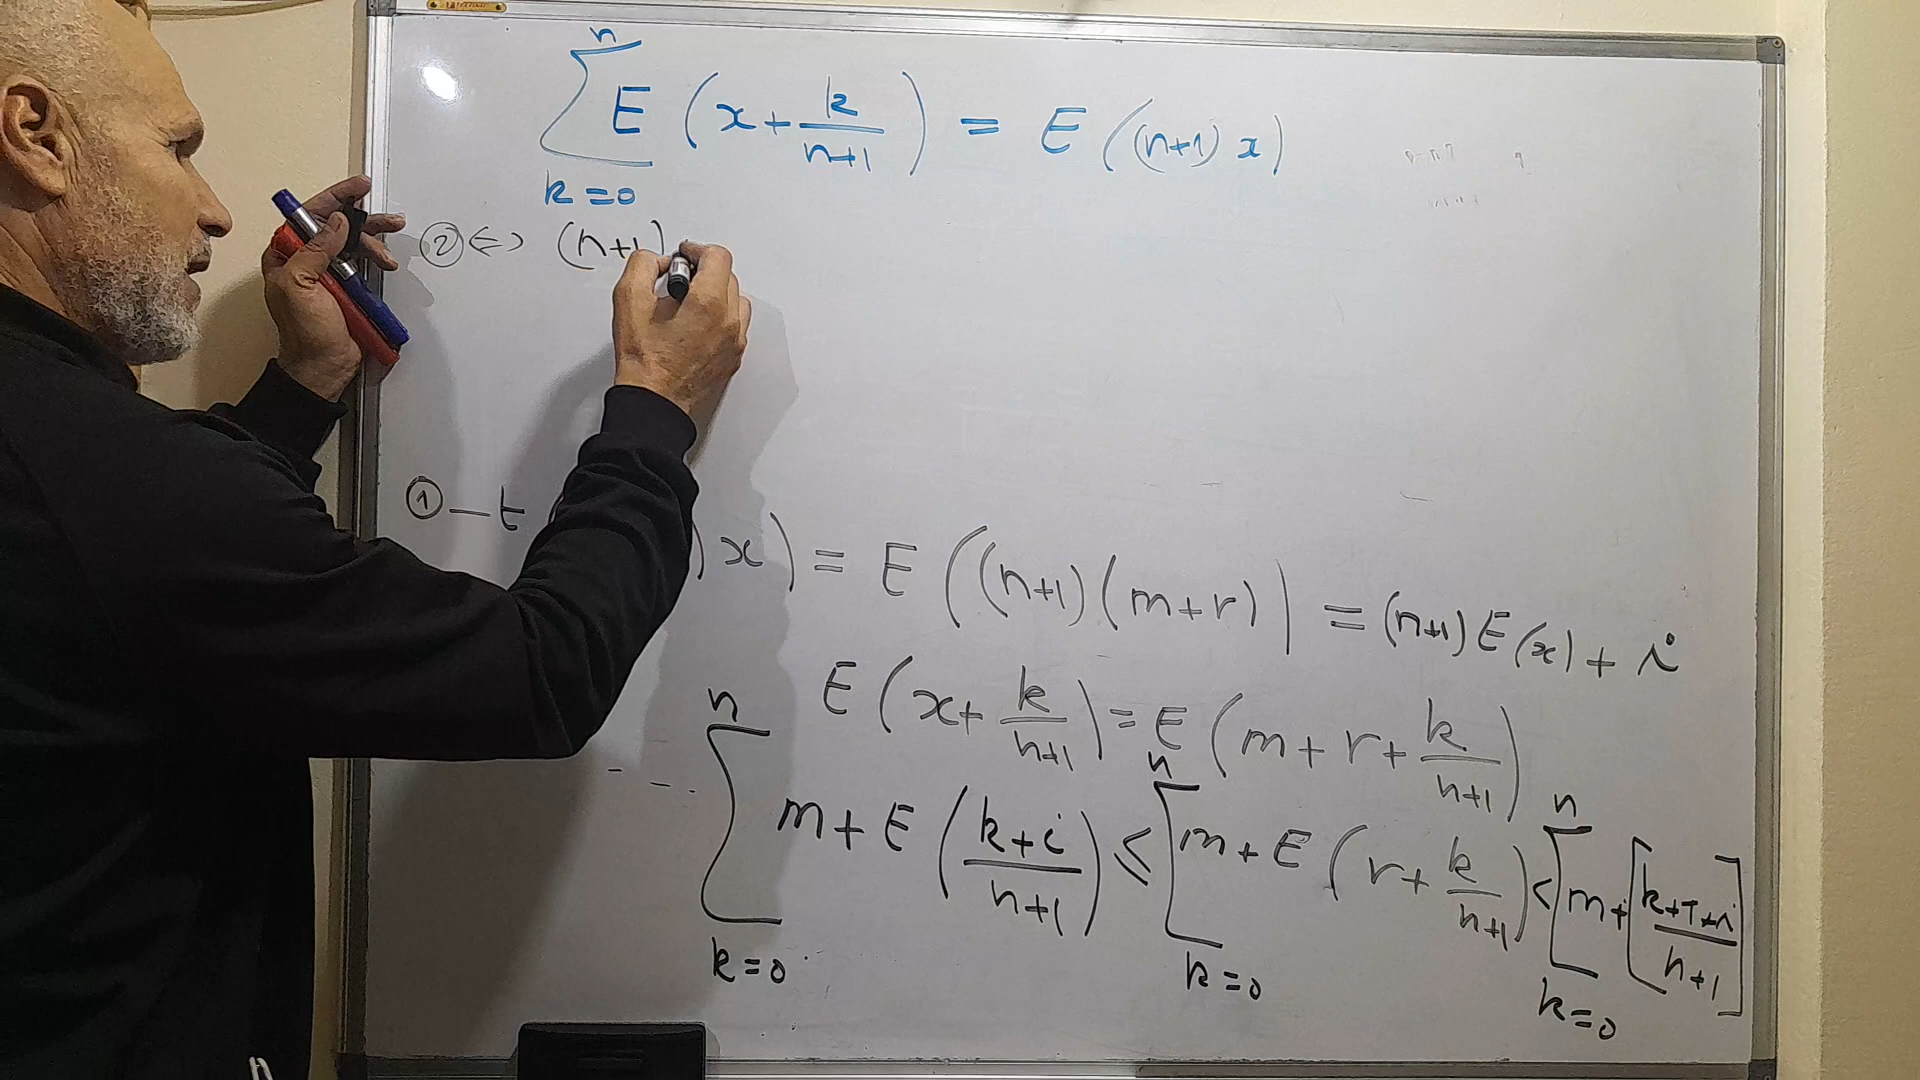 n
∑ E (x + k/(n+1)) = E ((n+1) x)
k=0
② <=> (n+1)
① – t
) x) = E ((n+1)(m+r)) = (n+1) E(x) + i
E (x + k/(n+1)) = E (m + r + k/(n+1))
n n n
-- ∑ m + E ((k+i)/(n+1)) ≤ ∑ m + E (r + k/(n+1)) < ∑ m + [(k+1+i)/(n+1)]
k=0 k=0 k=0